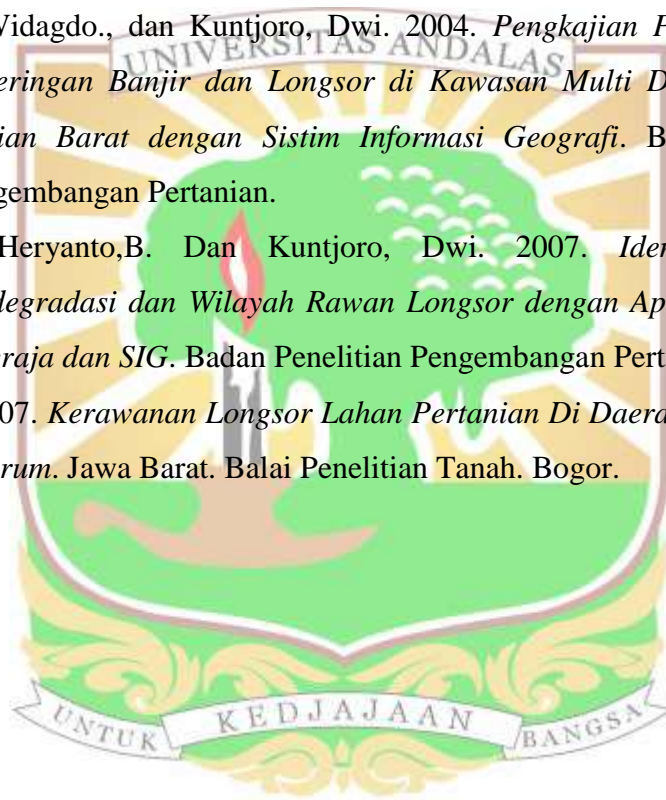 Vidagdo., dan Kuntjoro, Dwi. 2004. Pengkajian P
UNIVERSITAS ANDALAS
eringan Banjir dan Longsor di Kawasan Multi D
ian Barat dengan Sistim Informasi Geografi. B
gembangan Pertanian.
Heryanto,B. Dan Kuntjoro, Dwi. 2007. Iden
degradasi dan Wilayah Rawan Longsor dengan Ap
eraja dan SIG. Badan Penelitian Pengembangan Pert
07. Kerawanan Longsor Lahan Pertanian Di Daera
rum. Jawa Barat. Balai Penelitian Tanah. Bogor.
UNTUK KEDJAJAAN BANGSA